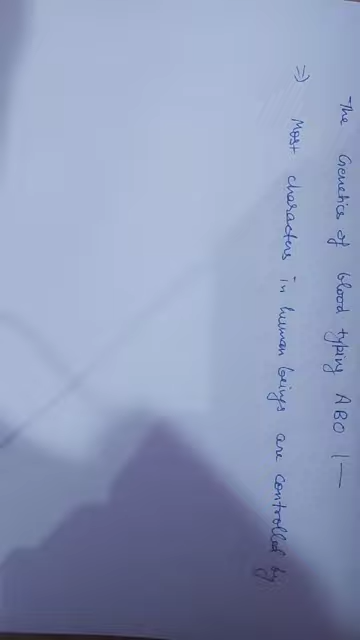 The Genetics of blood typing ABO :-
=) Most characters in human beings are controlled by